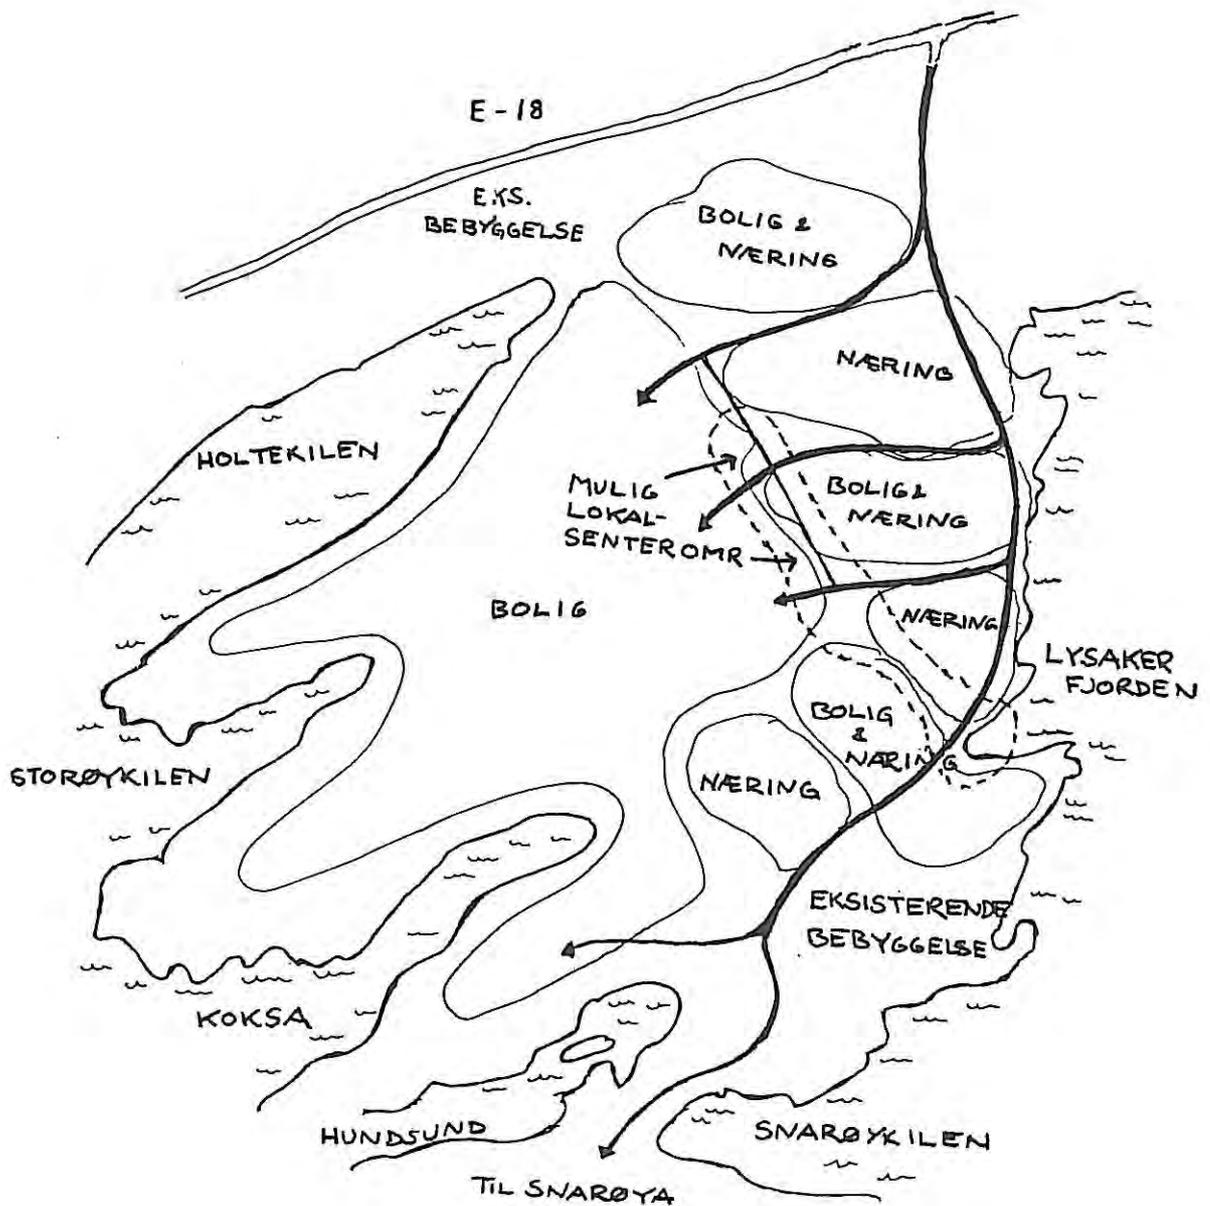 E-18
EKS.
BEBYGGELSE
BOLIG &
NÆRING
NÆRING
HOLTEKILEN
MULIG
LOKAL-
SENTEROMR
BOLIG &
NÆRING
BOLIG
NÆRING
LYSAKER
FJORDEN
BOLIG
&
NÆRING
STORØYKILEN
NÆRING
EKSISTERENDE
BEBYGGELSE
KOKSA
HUNDSUND
SNARØYKILEN
TIL SNARØYA